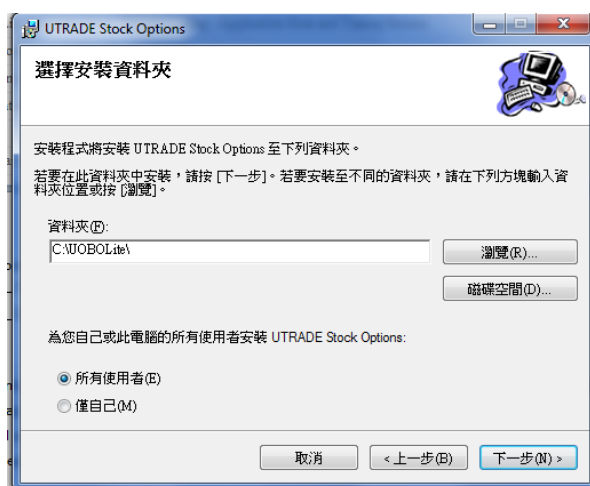 UTRADE Stock Options
選擇安裝資料夾
安裝程式將安裝 UTRADE Stock Options 至下列資料夾。
若要在此資料夾中安裝，請按 [下一步]。若要安裝至不同的資料夾，請在下列方塊輸入資
料夾位置或按 [瀏覽]。
資料夾(F):
C:\UOBOLite\
瀏覽(R)...
磁碟空間(D)...
為您自己或此電腦的所有使用者安裝 UTRADE Stock Options:
所有使用者(E)
僅自己(M)
取消
<上一步(B)
下一步(N) >